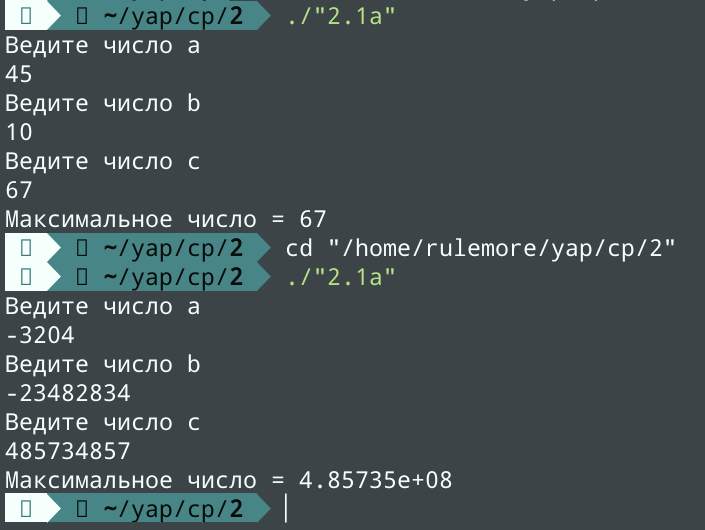 ~/yap/cp/2 ./"2.1a"
Ведите число a
45
Ведите число b
10
Ведите число c
67
Максимальное число = 67
~/yap/cp/2 cd "/home/rulemore/yap/cp/2"
~/yap/cp/2 ./"2.1a"
Ведите число a
-3204
Ведите число b
-23482834
Ведите число c
485734857
Максимальное число = 4.85735e+08
~/yap/cp/2